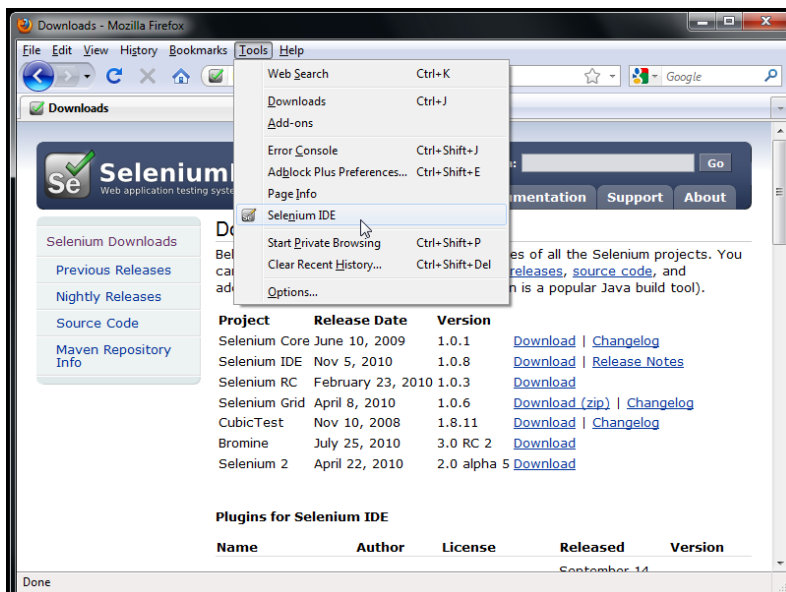 Downloads - Mozilla Firefox
File Edit View History Bookmarks Tools Help
Google
Downloads
Web Search Ctrl+K
Downloads Ctrl+J
Add-ons
Error Console Ctrl+Shift+J
Adblock Plus Preferences... Ctrl+Shift+E
Page Info
Selenium IDE
Start Private Browsing Ctrl+Shift+P
Clear Recent History... Ctrl+Shift+Del
Options...
Se
Web application testing
: Go
Support About
Selenium Downloads
Previous Releases
Nightly Releases
Source Code
Maven Repository
Info
es of all the Selenium projects. You
releases, source code, and
n is a popular Java build tool).
Project Release Date Version
Selenium Core June 10, 2009 1.0.1 Download | Changelog
Selenium IDE Nov 5, 2010 1.0.8 Download | Release Notes
Selenium RC February 23, 2010 1.0.3 Download
Selenium Grid April 8, 2010 1.0.6 Download (zip) | Changelog
CubicTest Nov 10, 2008 1.8.11 Download | Changelog
Bromine July 25, 2010 3.0 RC 2 Download
Selenium 2 April 22, 2010 2.0 alpha 5 Download
Plugins for Selenium IDE
Name Author License Released Version
September 14,
Done